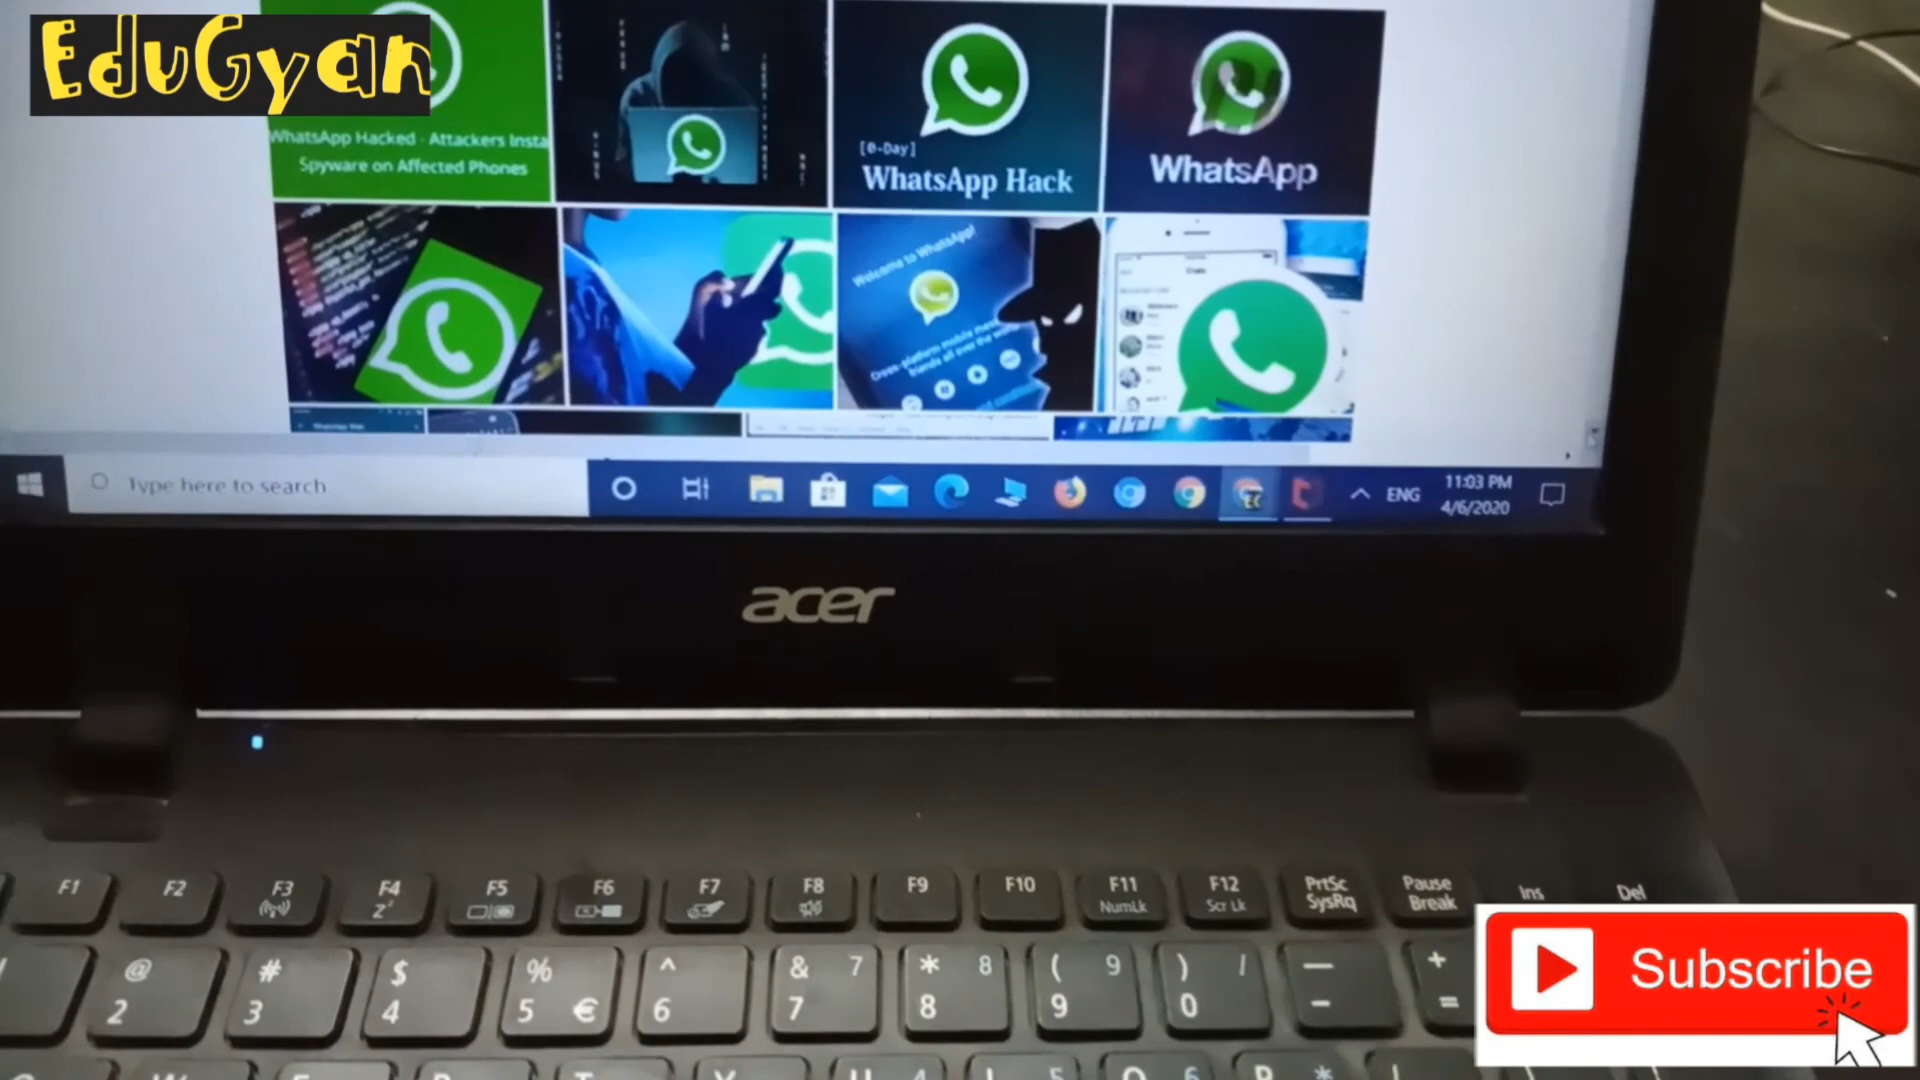 EduGyan
WhatsApp Hacked - Attackers Insta
Spyware on Affected Phones
[0-Day]
WhatsApp Hack
WhatsApp
Welcome to WhatsApp!
Type here to search
ENG
11:03 PM
4/6/2020
acer
F1 F2 F3 F4 F5 F6 F7 F8 F9 F10 F11 F12 PrtSc Pause Ins Del
NumLk Scr Lk SysRq Break
@ # $ % ^ & 7 * 8 ( 9 ) / — +
2 3 4 5 € 6 7 8 9 0 - =
Subscribe